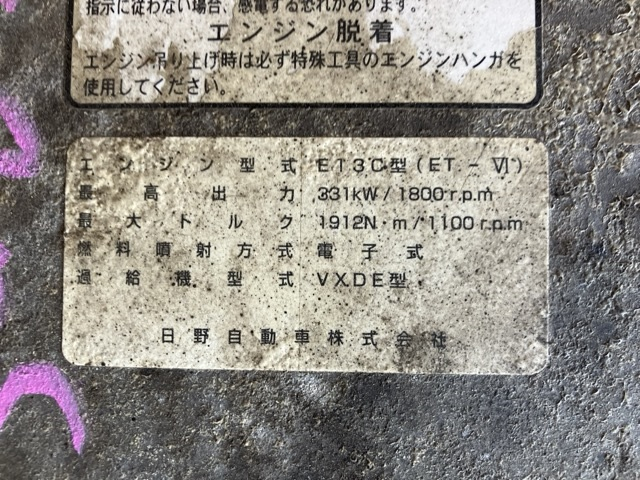 指示に従わない場合、感電する恐れがあります。
エンジン脱着
エンジン吊り上げ時は必ず特殊工具のエンジンハンガを
使用してください。
エンジン型式 E13C型(ET-Ⅵ)
最高出力 331kW/1800r.p.m
最大トルク 1912N・m/1100r.p.m
燃料噴射方式 電子式
過給機型式 VXDE型
日野自動車株式会社